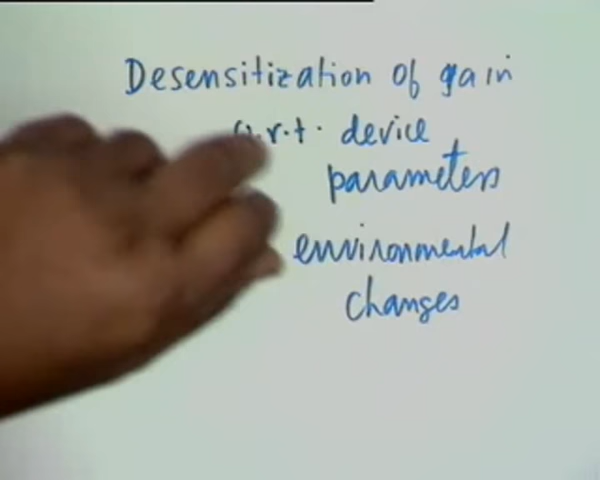 Desensitization of gain
w.r.t. device
parameters
environmental
changes